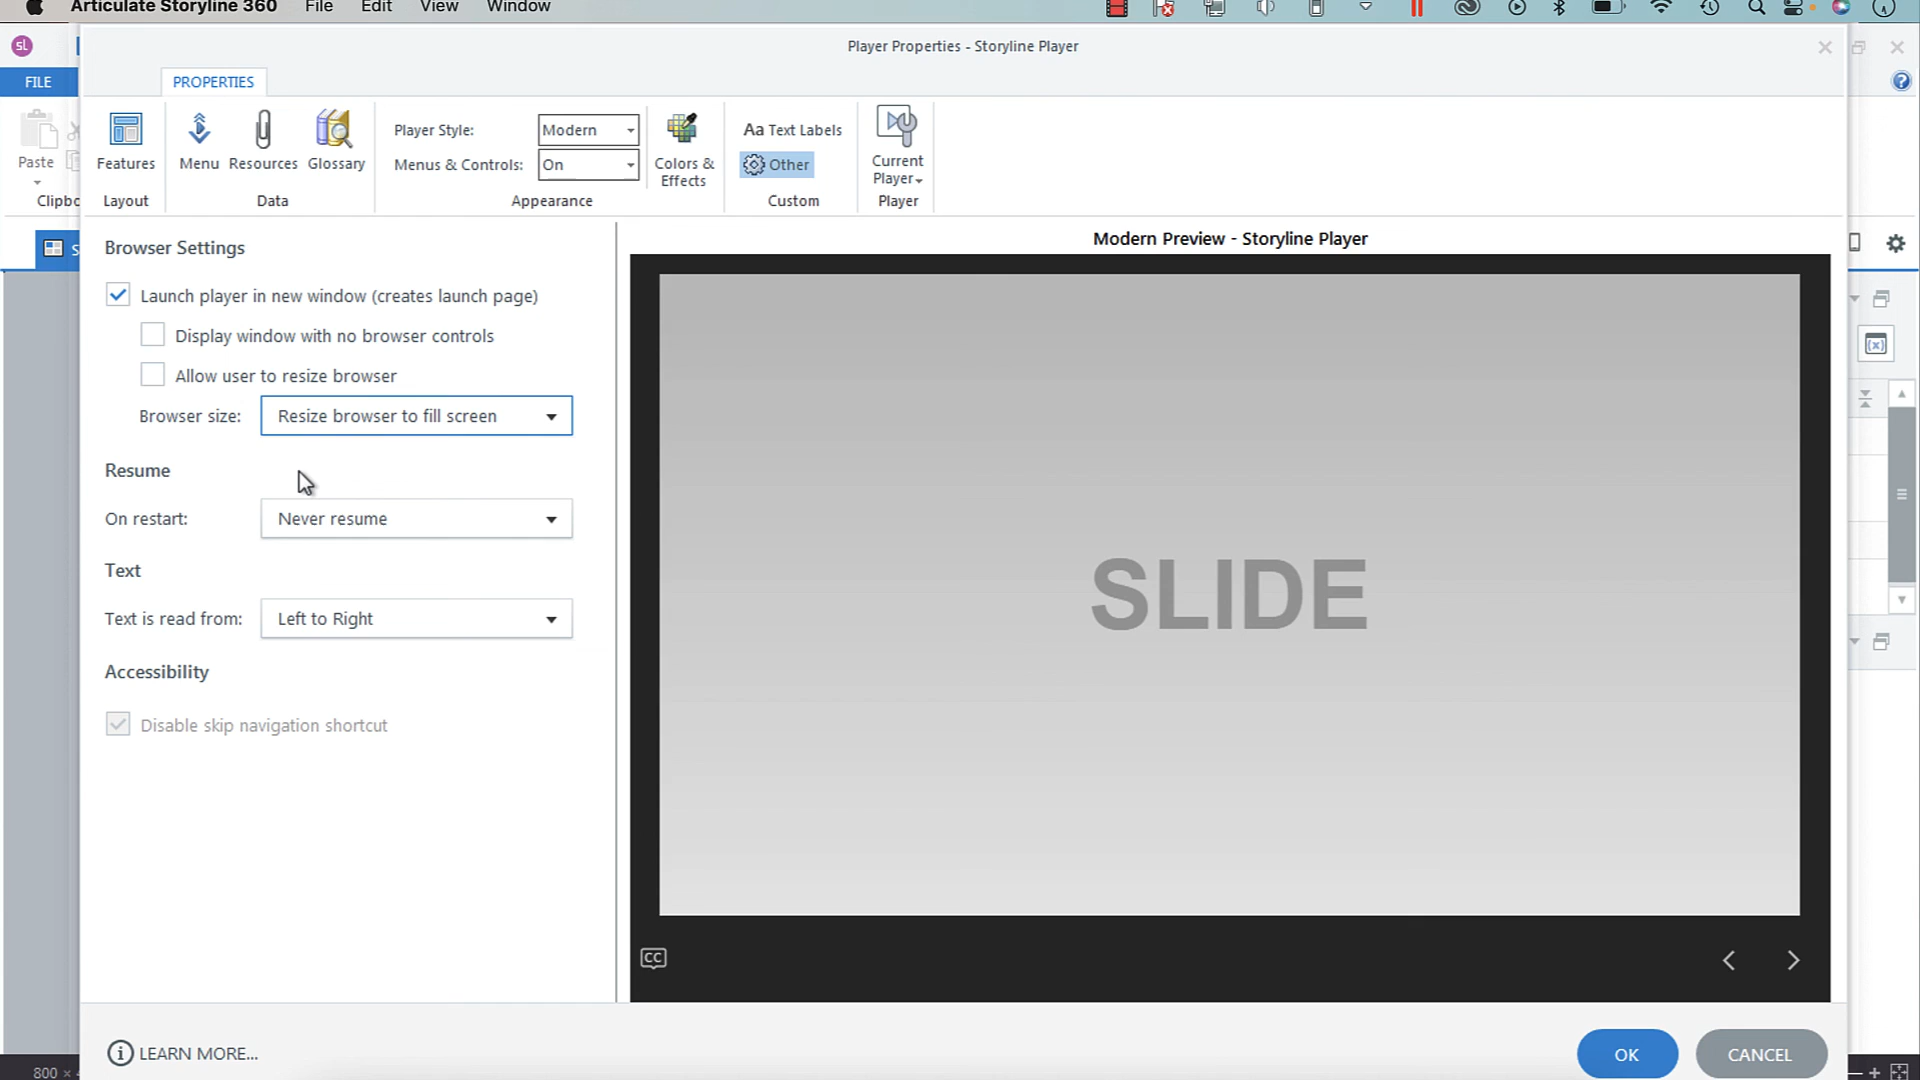 Articulate Storyline 360 File Edit View Window
sl
Player Properties - Storyline Player
FILE
PROPERTIES
Paste
Features
Menu
Resources
Glossary
Player Style: Modern
Menus & Controls: On
Colors & Effects
Aa Text Labels
Other
Current Player
Layout
Data
Appearance
Custom
Player
Browser Settings
Launch player in new window (creates launch page)
Display window with no browser controls
Allow user to resize browser
Browser size: Resize browser to fill screen
Resume
On restart: Never resume
Text
Text is read from: Left to Right
Accessibility
Disable skip navigation shortcut
Modern Preview - Storyline Player
SLIDE
CC
LEARN MORE...
OK
CANCEL
800 ×